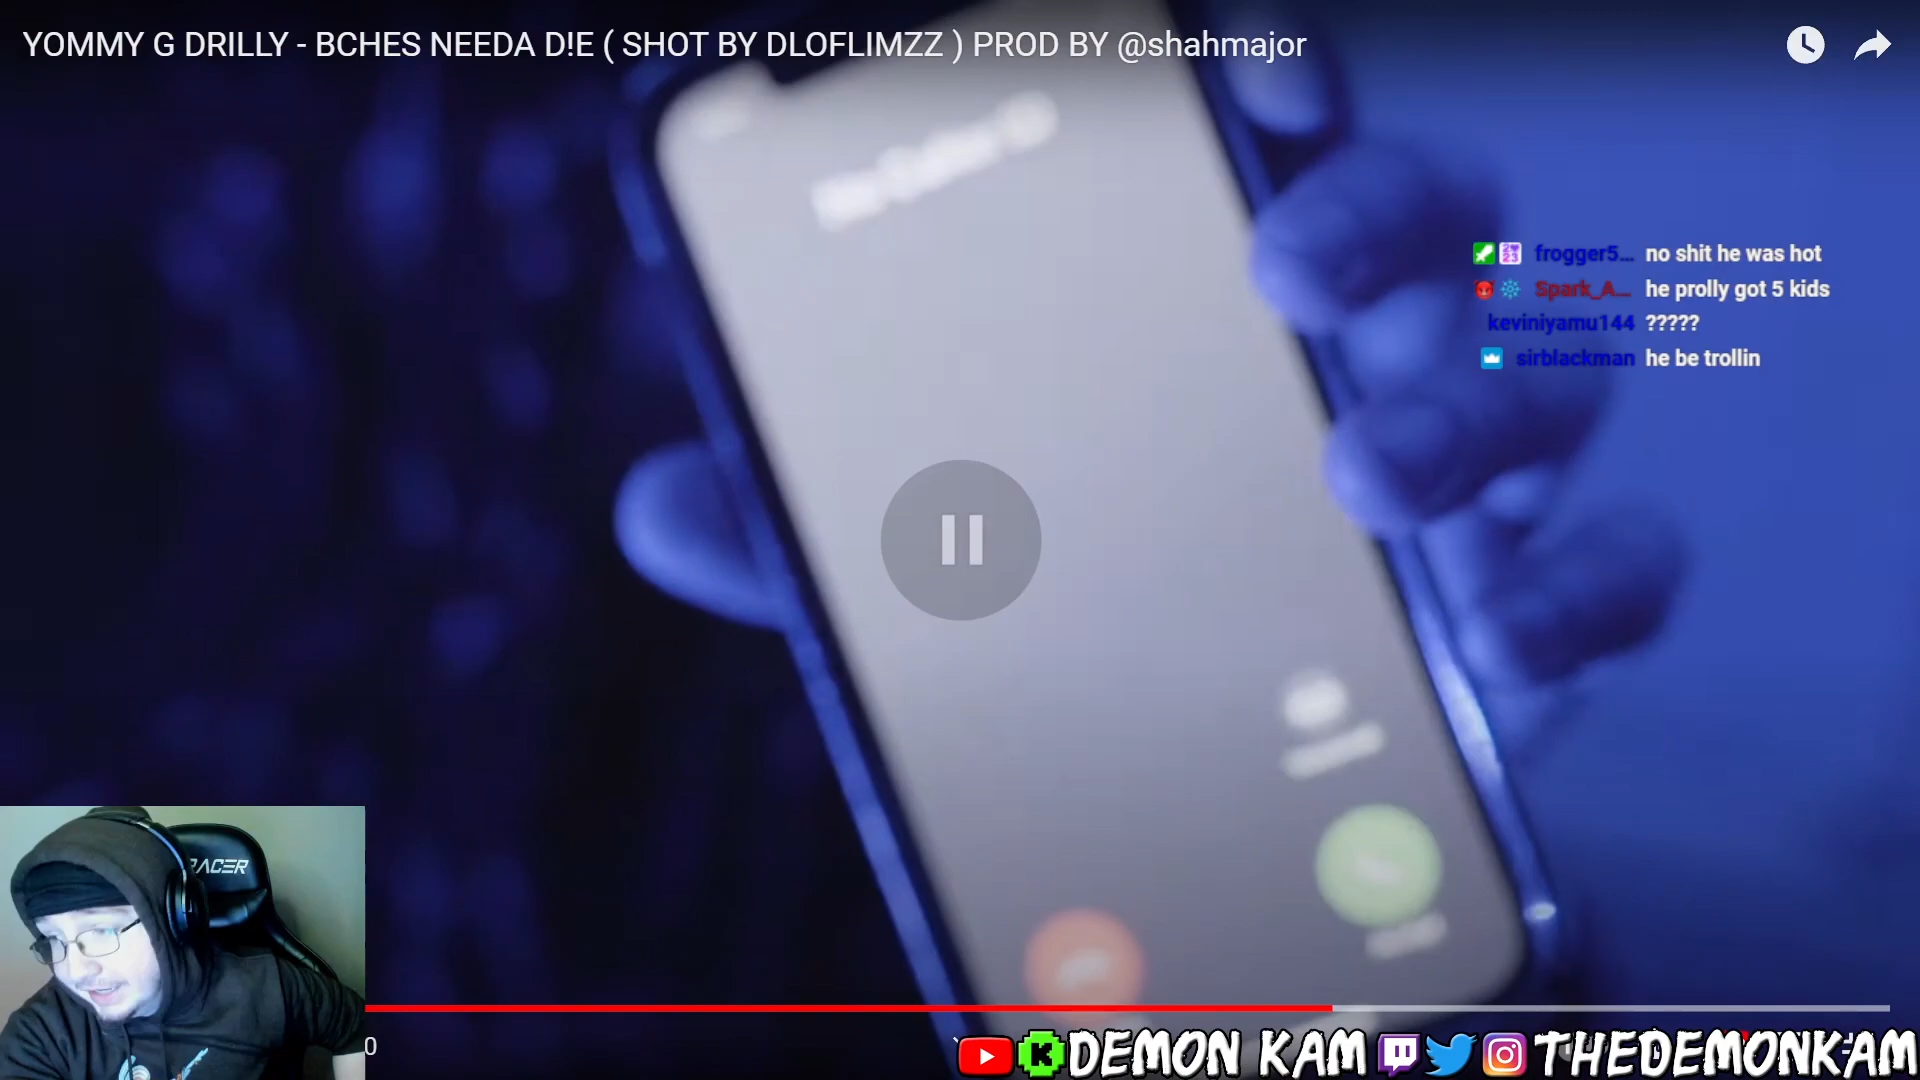 YOMMY G DRILLY - BCHES NEEDA D!E ( SHOT BY DLOFLIMZZ ) PROD BY @shahmajor
frogger5... no shit he was hot
Spark_A... he prolly got 5 kids
keviniyamu144 ?????
sirblackman he be trollin
RACER
0
K DEMON KAM THEDEMONKAM